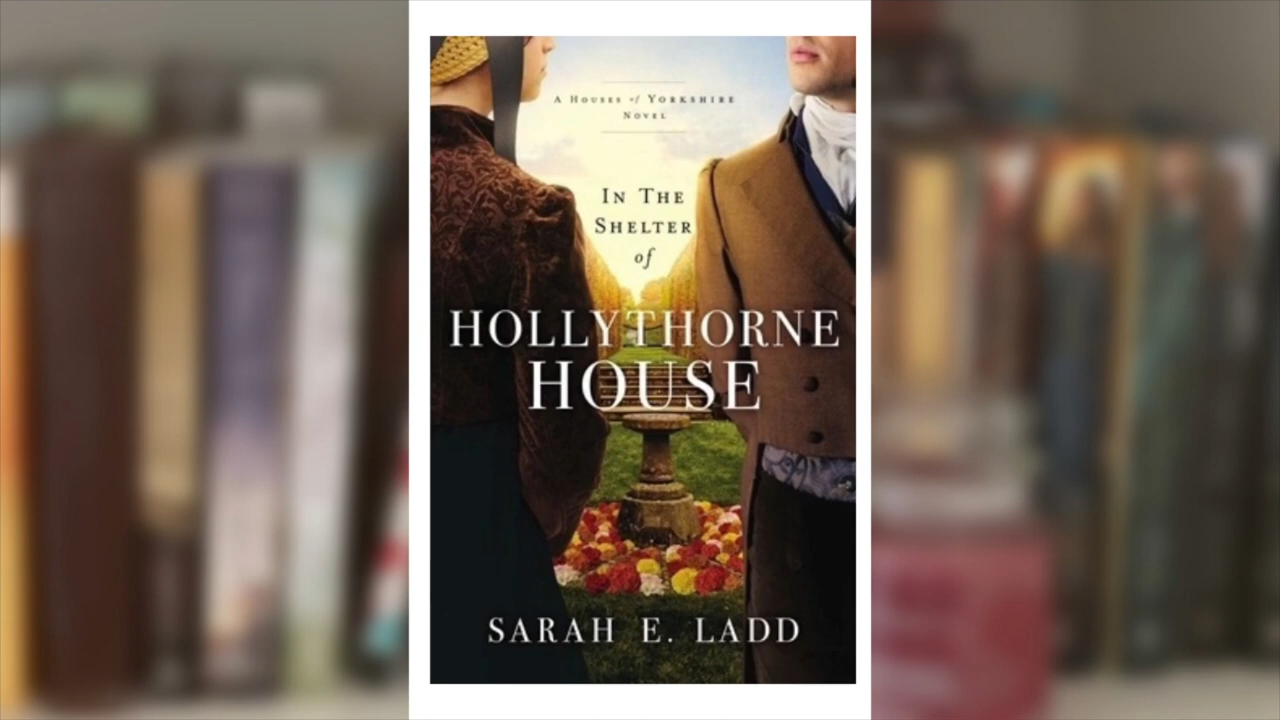 A Houses of Yorkshire
Novel
In The
Shelter
of
HOLLYTHORNE
HOUSE
SARAH E. LADD